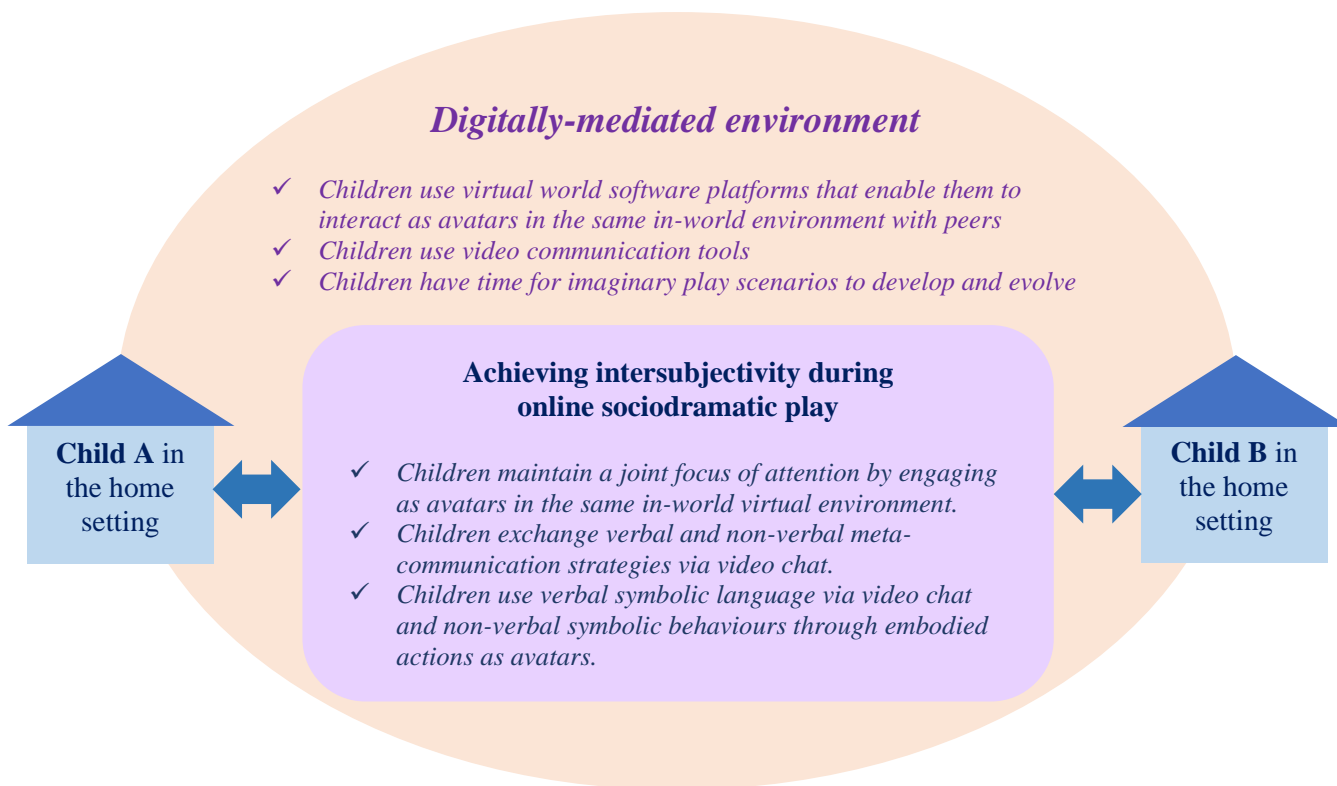 Digitally-mediated environment
✓ Children use virtual world software platforms that enable them to
interact as avatars in the same in-world environment with peers
✓ Children use video communication tools
✓ Children have time for imaginary play scenarios to develop and evolve
Achieving intersubjectivity during
online sociodramatic play
✓ Children maintain a joint focus of attention by engaging
as avatars in the same in-world virtual environment.
✓ Children exchange verbal and non-verbal meta-
communication strategies via video chat.
✓ Children use verbal symbolic language via video chat
and non-verbal symbolic behaviours through embodied
actions as avatars.
Child A in
the home
setting
Child B in
the home
setting